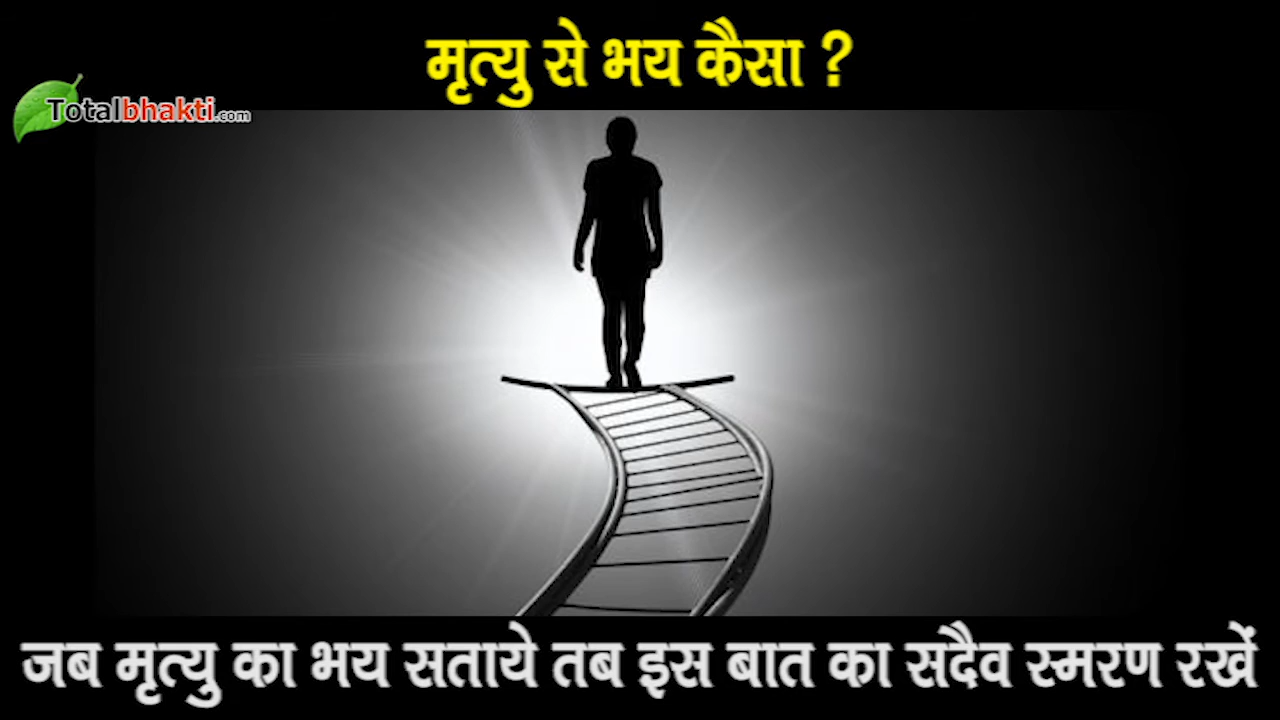 मृत्यु से भय कैसा ?
Totalbhakti.com
जब मृत्यु का भय सताये तब इस बात का सदैव स्मरण रखें